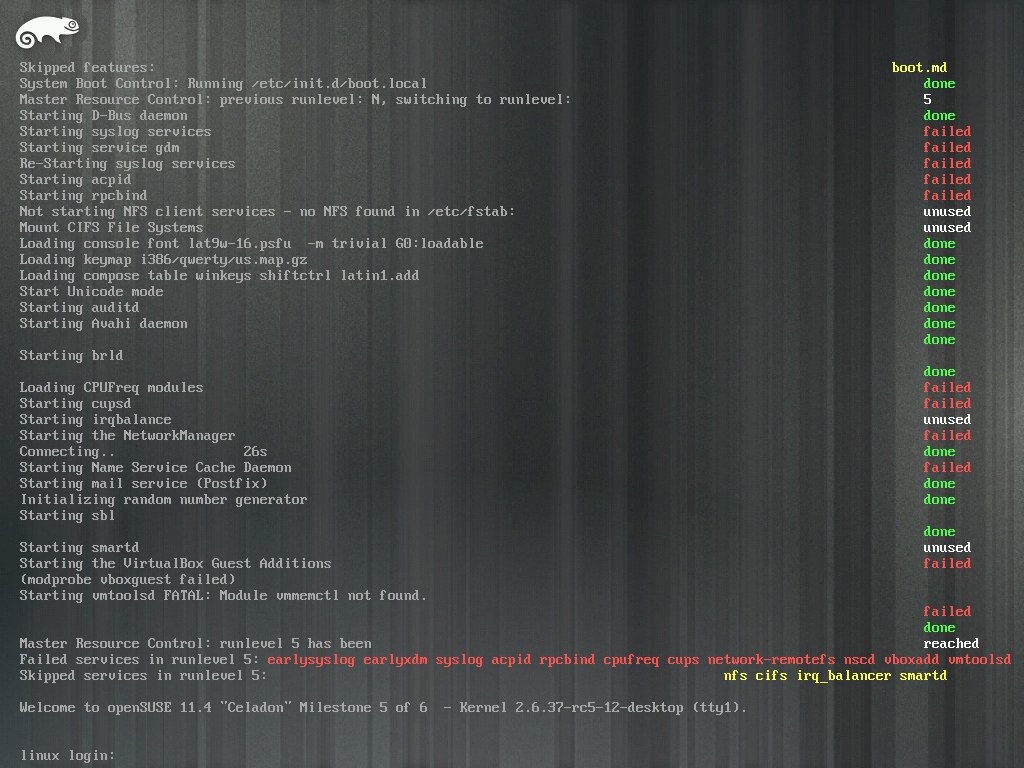 Skipped features: boot.md
System Boot Control: Running /etc/init.d/boot.local done
Master Resource Control: previous runlevel: N, switching to runlevel: 5
Starting D-Bus daemon done
Starting syslog services failed
Starting service gdm failed
Re-Starting syslog services failed
Starting acpid failed
Starting rpcbind failed
Not starting NFS client services - no NFS found in /etc/fstab: unused
Mount CIFS File Systems unused
Loading console font lat9w-16.psfu  -m trivial G0:loadable done
Loading keymap i386/qwerty/us.map.gz done
Loading compose table winkeys shiftctrl latin1.add done
Start Unicode mode done
Starting auditd done
Starting Avahi daemon done
done
Starting brld
done
Loading CPUFreq modules failed
Starting cupsd failed
Starting irqbalance unused
Starting the NetworkManager failed
Connecting.. 26s done
Starting Name Service Cache Daemon failed
Starting mail service (Postfix) done
Initializing random number generator done
Starting sbl
done
Starting smartd unused
Starting the VirtualBox Guest Additions failed
(modprobe vboxguest failed)
Starting vmtoolsd FATAL: Module vmmemctl not found.
failed
done
Master Resource Control: runlevel 5 has been reached
Failed services in runlevel 5: earlysyslog earlyxdm syslog acpid rpcbind cpufreq cups network-remotefs nscd vboxadd vmtoolsd
Skipped services in runlevel 5: nfs cifs irq_balancer smartd
Welcome to openSUSE 11.4 "Celadon" Milestone 5 of 6  - Kernel 2.6.37-rc5-12-desktop (tty1).
linux login: